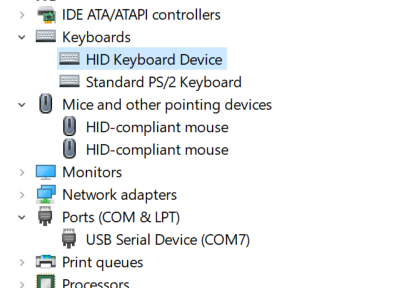 IDE ATA/ATAPI controllers
Keyboards
HID Keyboard Device
Standard PS/2 Keyboard
Mice and other pointing devices
HID-compliant mouse
HID-compliant mouse
Monitors
Network adapters
Ports (COM & LPT)
USB Serial Device (COM7)
Print queues
Processors